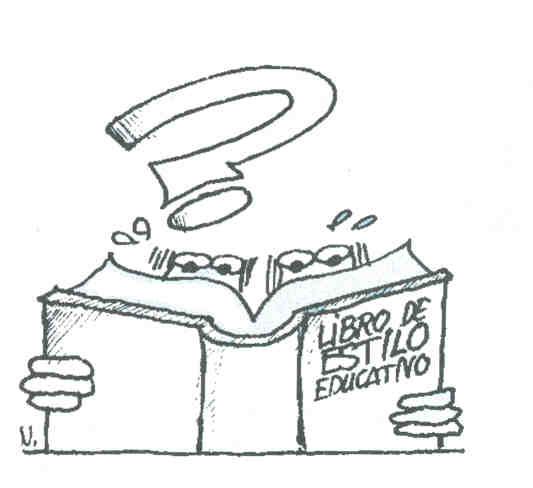 ?
LIBRO DE
ESTILO
EDUCATIVO
V.